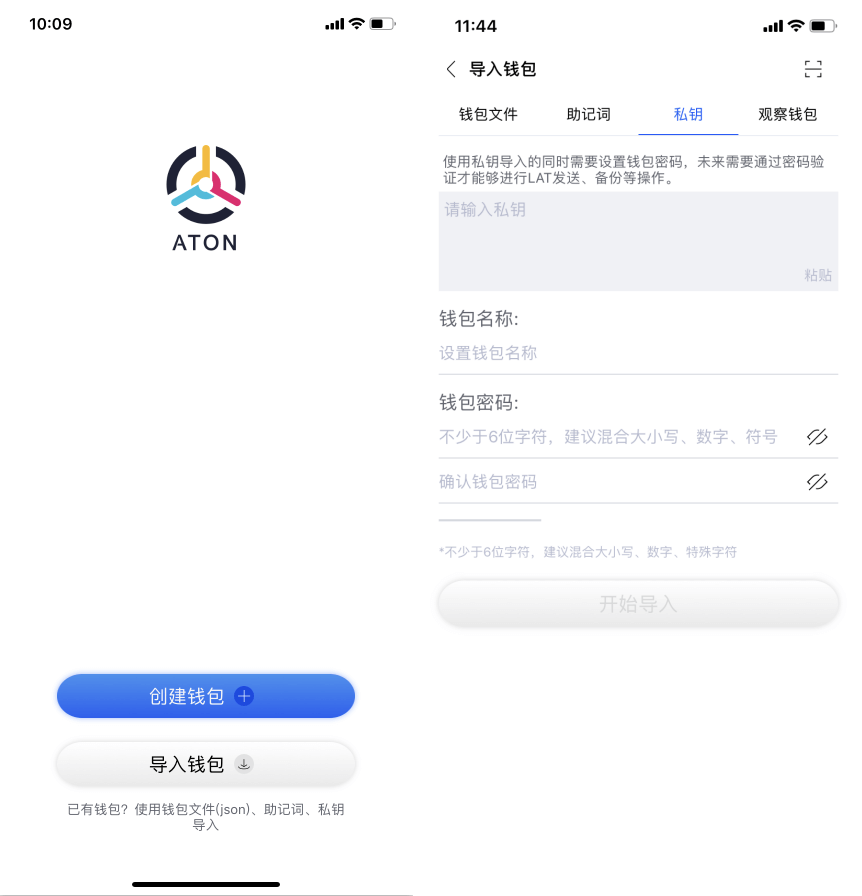 10:09
ATON
创建钱包
导入钱包
已有钱包？使用钱包文件(json)、助记词、私钥
导入
11:44
导入钱包
钱包文件
助记词
私钥
观察钱包
使用私钥导入的同时需要设置钱包密码，未来需要通过密码验
证才能够进行LAT发送、备份等操作。
请输入私钥
粘贴
钱包名称:
设置钱包名称
钱包密码:
不少于6位字符，建议混合大小写、数字、符号
确认钱包密码
*不少于6位字符，建议混合大小写、数字、特殊字符
开始导入